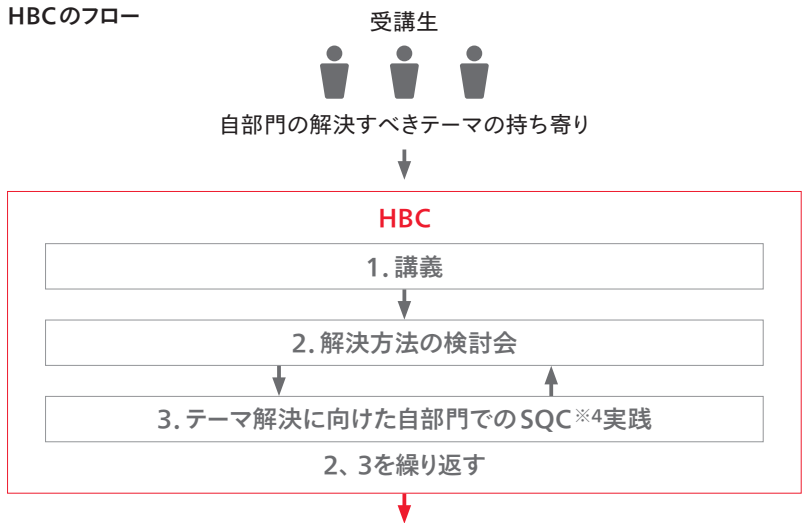 HBCのフロー
受講生
自部門の解決すべきテーマの持ち寄り
HBC
1. 講義
2. 解決方法の検討会
3. テーマ解決に向けた自部門でのSQC※4実践
2、3を繰り返す